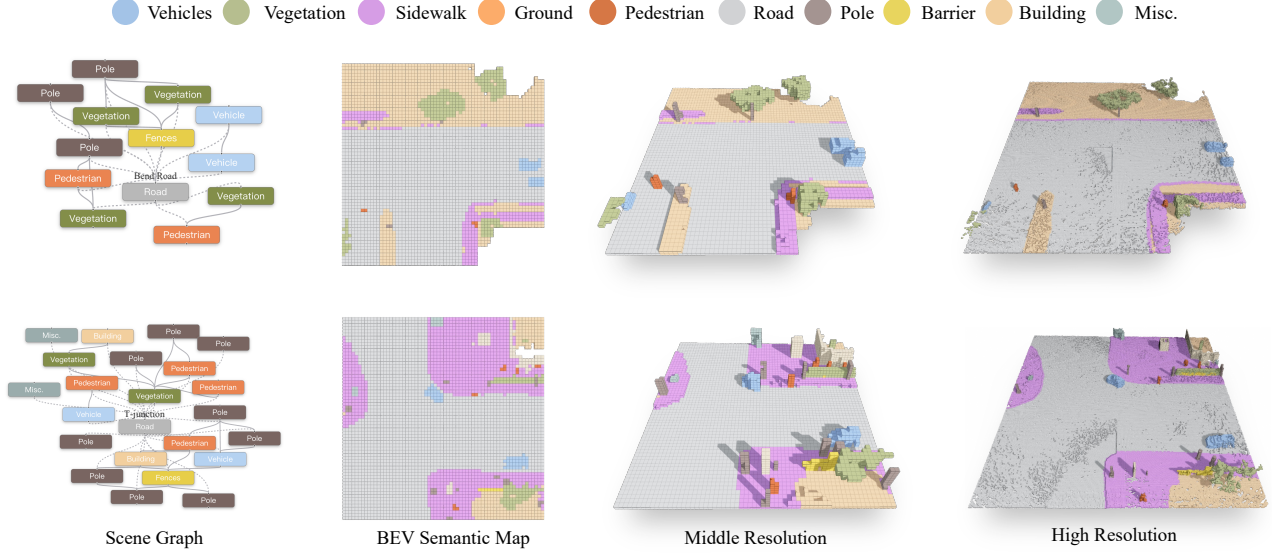 Vehicles Vegetation Sidewalk Ground Pedestrian Road Pole Barrier Building Misc.
Pole
Pole
Vegetation
Vegetation
Vehicle
Fences
Pole
Vehicle
Bend Road
Pedestrian
Road
Vegetation
Vegetation
Pedestrian
Misc.
Building
Pole
Pole
Vegetation
Pole
Pedestrian
Pedestrian
Pedestrian
Misc.
Vegetation
Vehicle
T-junction
Pole
Road
Pole
Pedestrian
Pole
Building
Vehicle
Pole
Fences
Pole
Pole
Scene Graph BEV Semantic Map Middle Resolution High Resolution